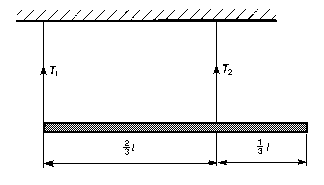 T₁ T₂
2/3 l 1/3 l